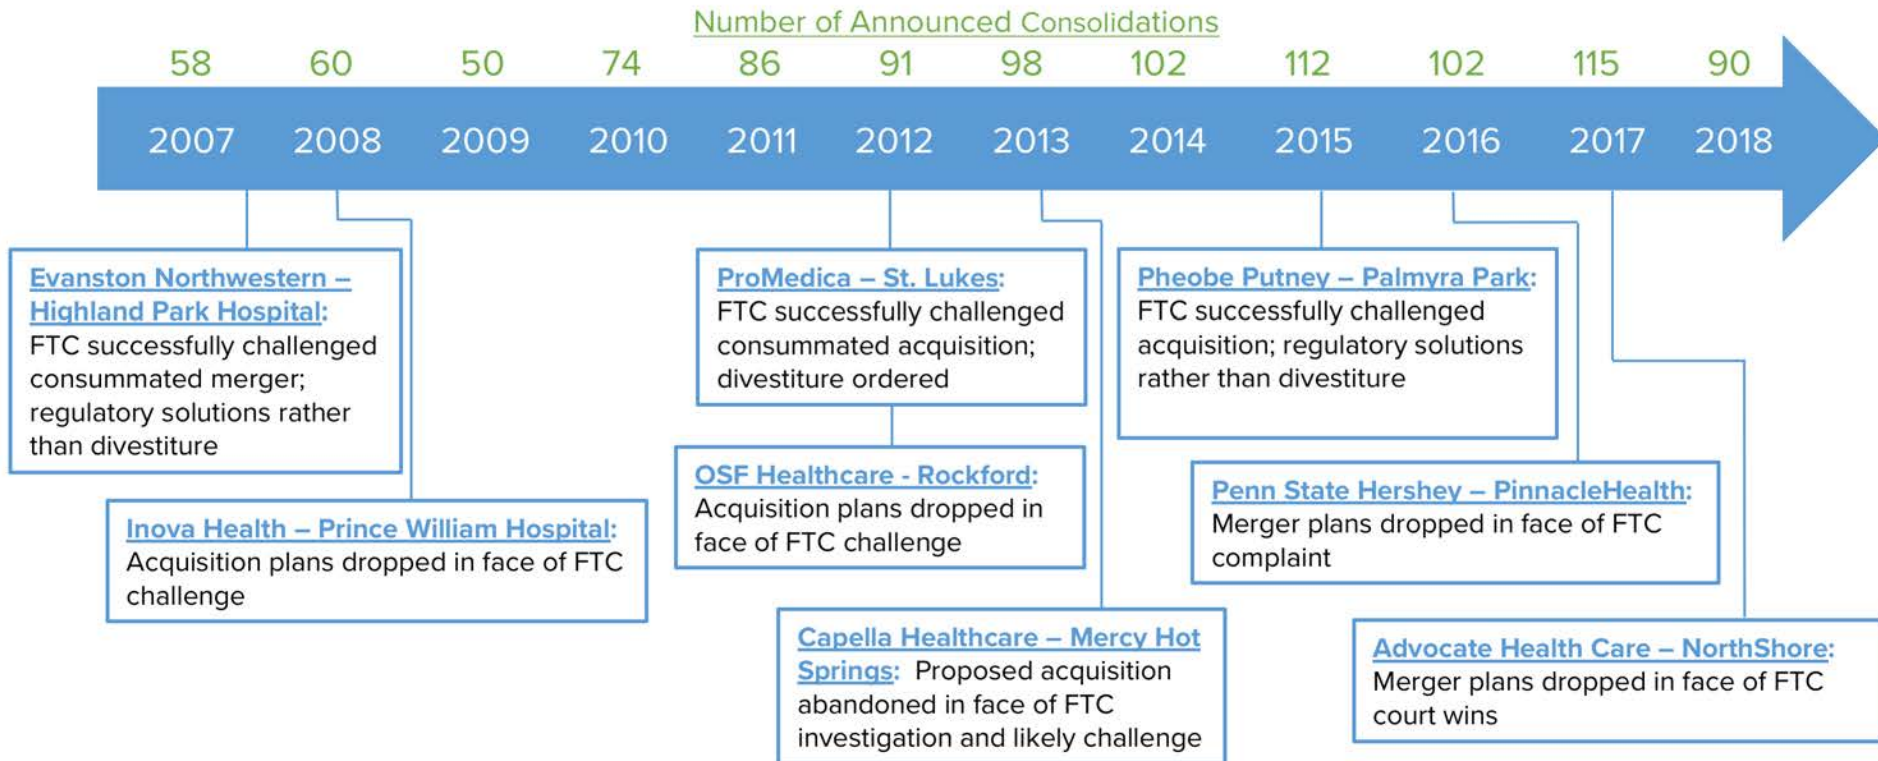 Number of Announced Consolidations
58 60 50 74 86 91 98 102 112 102 115 90
2007 2008 2009 2010 2011 2012 2013 2014 2015 2016 2017 2018
Evanston Northwestern –
Highland Park Hospital:
FTC successfully challenged
consummated merger;
regulatory solutions rather
than divestiture
Inova Health – Prince William Hospital:
Acquisition plans dropped in face of FTC
challenge
ProMedica – St. Lukes:
FTC successfully challenged
consummated acquisition;
divestiture ordered
OSF Healthcare - Rockford:
Acquisition plans dropped in
face of FTC challenge
Capella Healthcare – Mercy Hot
Springs: Proposed acquisition
abandoned in face of FTC
investigation and likely challenge
Pheobe Putney – Palmyra Park:
FTC successfully challenged
acquisition; regulatory solutions
rather than divestiture
Penn State Hershey – PinnacleHealth:
Merger plans dropped in face of FTC
complaint
Advocate Health Care – NorthShore:
Merger plans dropped in face of FTC
court wins